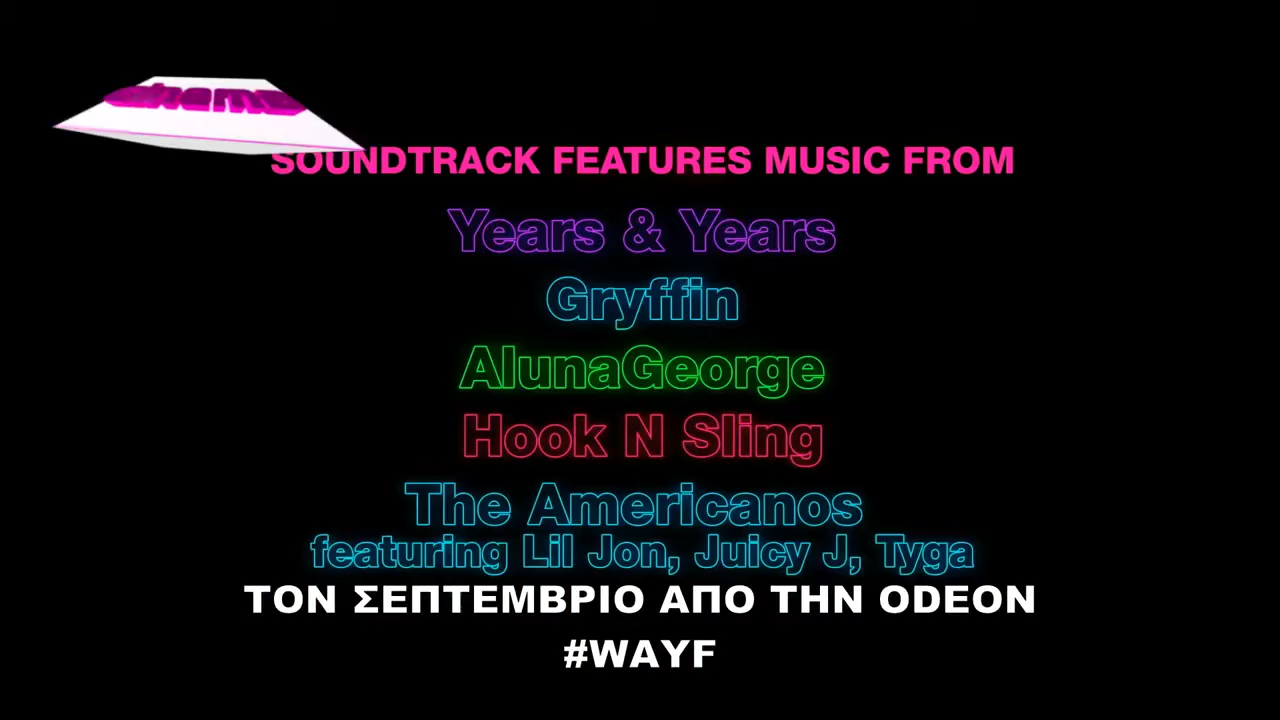 SOUNDTRACK FEATURES MUSIC FROM
Years & Years
Gryffin
AlunaGeorge
Hook N Sling
The Americanos
featuring Lil Jon, Juicy J, Tyga
ΤΟΝ ΣΕΠΤΕΜΒΡΙΟ ΑΠΟ ΤΗΝ ODEON
#WAYF